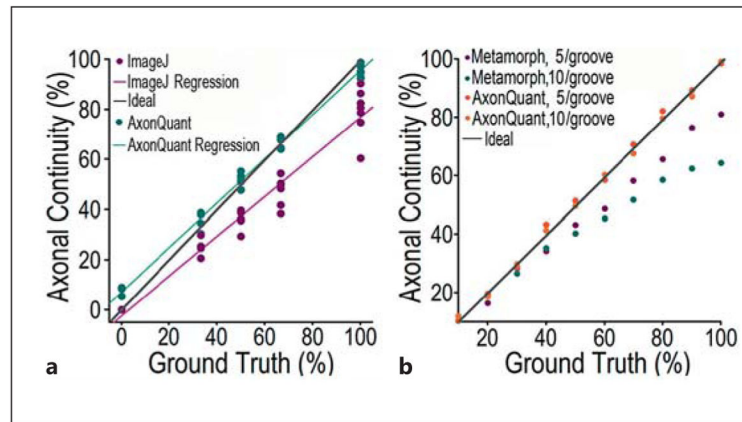 100
80
60
40
20
0
Axonal Continuity (%)
ImageJ
ImageJ Regression
Ideal
AxonQuant
AxonQuant Regression
0 20 40 60 80 100
Ground Truth (%)
a
100
80
60
40
20
Axonal Continuity (%)
Metamorph, 5/groove
Metamorph,10/groove
AxonQuant, 5/groove
AxonQuant,10/groove
Ideal
20 40 60 80 100
Ground Truth (%)
b